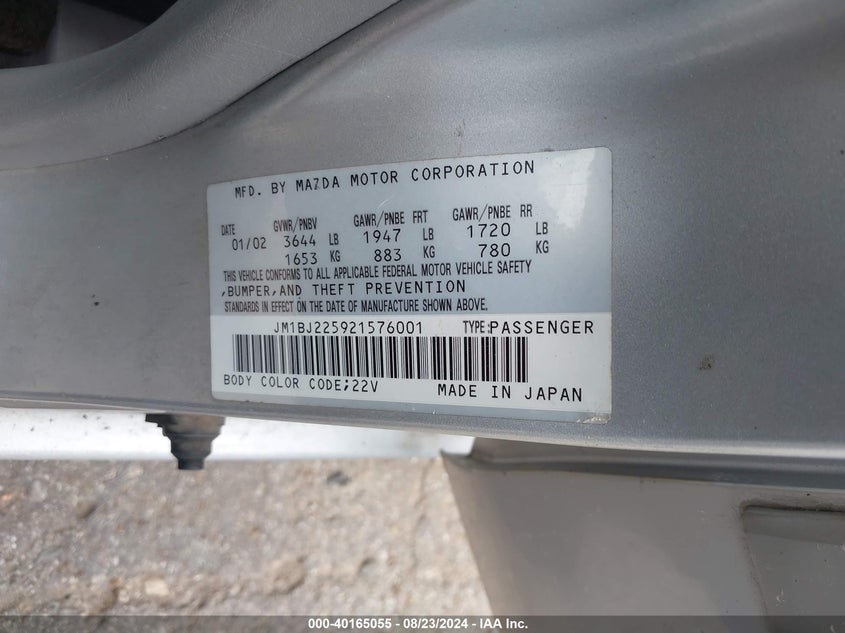 MFD. BY MAZDA MOTOR CORPORATION
DATE GVWR/PNBV GAWR/PNBE FRT GAWR/PNBE RR
01/02 3644 LB 1947 LB 1720 LB
1653 KG 883 KG 780 KG
THIS VEHICLE CONFORMS TO ALL APPLICABLE FEDERAL MOTOR VEHICLE SAFETY
,BUMPER,AND THEFT PREVENTION
STANDARDS IN EFFECT ON THE DATE OF MANUFACTURE SHOWN ABOVE.
JM1BJ225921576001 TYPE:PASSENGER
BODY COLOR CODE;22V MADE IN JAPAN
000-40165055 - 08/23/2024 - IAA Inc.